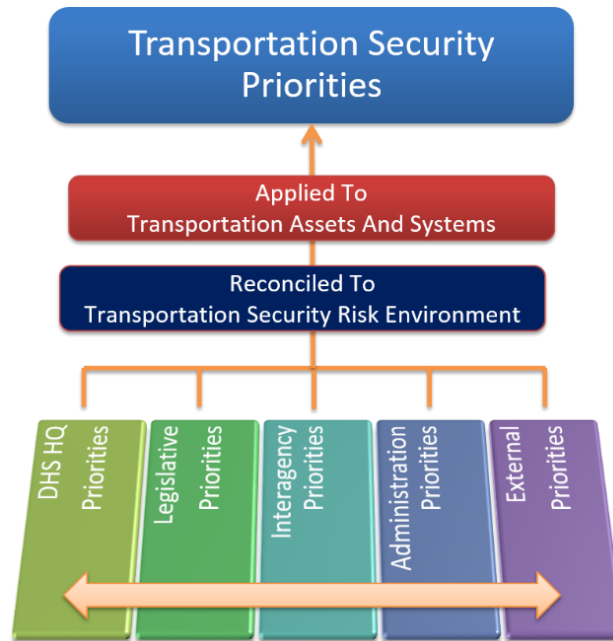 Transportation Security
Priorities
Applied To
Transportation Assets And Systems
Reconciled To
Transportation Security Risk Environment
DHS HQ
Priorities
Legislative
Priorities
Interagency
Priorities
Administration
Priorities
External
Priorities